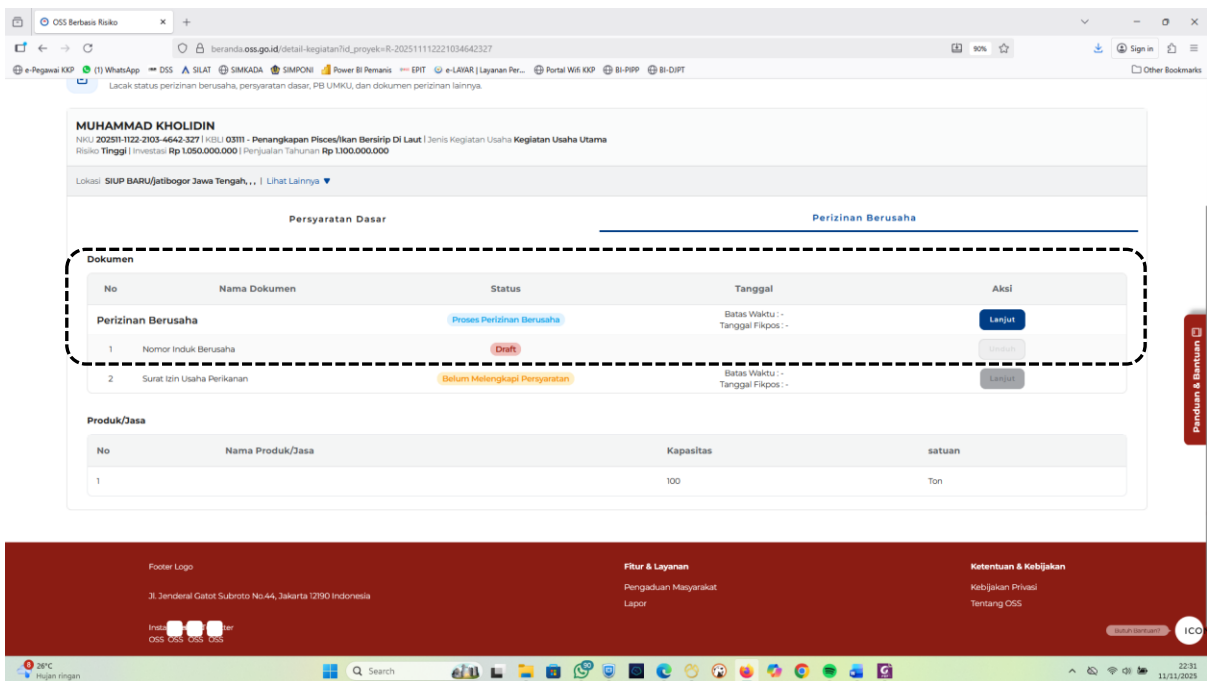 OSS Berbasis Risiko
beranda.oss.go.id/detail-kegiatan?id_proyek=R-202511112221034642327
90%
Sign in
e-Pegawai KKP (1) WhatsApp DSS SILAT SIMKADA SIMPONI Power BI Pemanis EPIT e-LAYAR | Layanan Per... Portal Wifi KKP BI-PIPP BI-DJPT Other Bookmarks
Lacak status perizinan berusaha, persyaratan dasar, PB UMKU, dan dokumen perizinan lainnya.
MUHAMMAD KHOLIDIN
NKU 202511-1122-2103-4642-327 | KBLI 03111 - Penangkapan Pisces/Ikan Bersirip Di Laut | Jenis Kegiatan Usaha Kegiatan Usaha Utama
Risiko Tinggi | Investasi Rp 1.050.000.000 | Penjualan Tahunan Rp 1.100.000.000
Lokasi SIUP BARU/jatibogor Jawa Tengah, , , | Lihat Lainnya ▼
Persyaratan Dasar Perizinan Berusaha
Dokumen
No Nama Dokumen Status Tanggal Aksi
Perizinan Berusaha Proses Perizinan Berusaha Batas Waktu : - Lanjut
Tanggal Fikpos : -
1 Nomor Induk Berusaha Draft
2 Surat Izin Usaha Perikanan Belum Melengkapi Persyaratan Batas Waktu : - Lanjut
Tanggal Fikpos : -
Panduan & Bantuan
Produk/Jasa
No Nama Produk/Jasa Kapasitas satuan
1 100 Ton
Footer Logo Fitur & Layanan Ketentuan & Kebijakan
Pengaduan Masyarakat Kebijakan Privasi
Jl. Jenderal Gatot Subroto No.44, Jakarta 12190 Indonesia
Lapor Tentang OSS
Insta ter
OSS OSS OSS OSS
Butuh bantuan? ICO
26°C
Hujan ringan
Search
22:31
11/11/2025